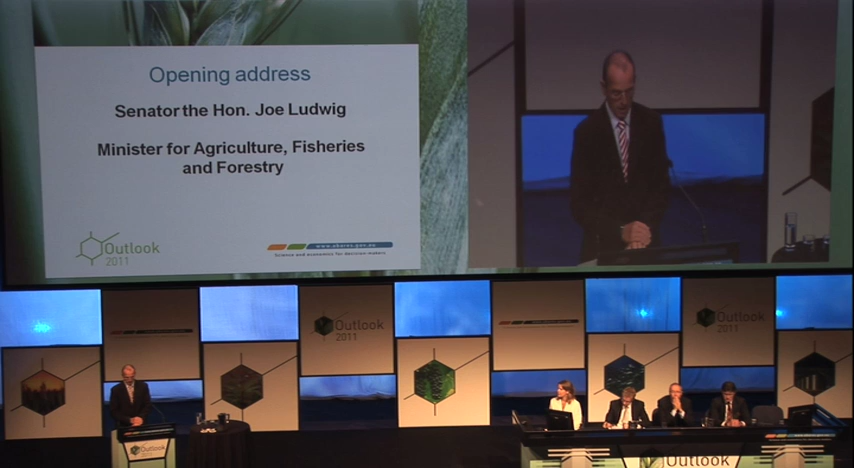 Opening address
Senator the Hon. Joe Ludwig
Minister for Agriculture, Fisheries
and Forestry
Outlook
2011
www.abares.gov.au
Science and economics for decision-makers
Outlook
2011
Outlook
2011
Outlook